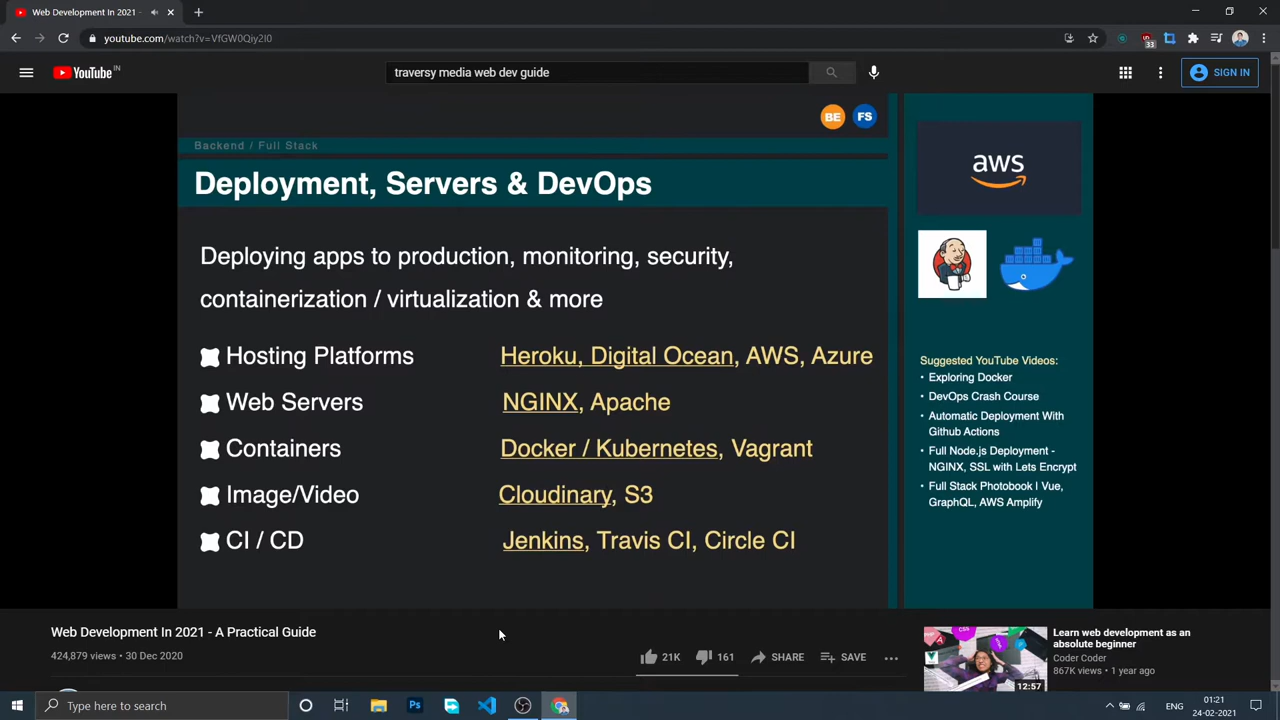 Web Development In 2021 -
youtube.com/watch?v=VfGW0Qiy2I0
33
YouTube IN
traversy media web dev guide
SIGN IN
BE FS
Backend / Full Stack
Deployment, Servers & DevOps
Deploying apps to production, monitoring, security,
containerization / virtualization & more
Hosting Platforms Heroku, Digital Ocean, AWS, Azure
Web Servers NGINX, Apache
Containers Docker / Kubernetes, Vagrant
Image/Video Cloudinary, S3
CI / CD Jenkins, Travis CI, Circle CI
aws
Suggested YouTube Videos:
• Exploring Docker
• DevOps Crash Course
• Automatic Deployment With
Github Actions
• Full Node.js Deployment -
NGINX, SSL with Lets Encrypt
• Full Stack Photobook | Vue,
GraphQL, AWS Amplify
Web Development In 2021 - A Practical Guide
424,879 views • 30 Dec 2020
21K 161 SHARE SAVE
Learn web development as an
absolute beginner
Coder Coder
867K views • 1 year ago
12:57
Type here to search
Ps
ENG
01:21
24-02-2021